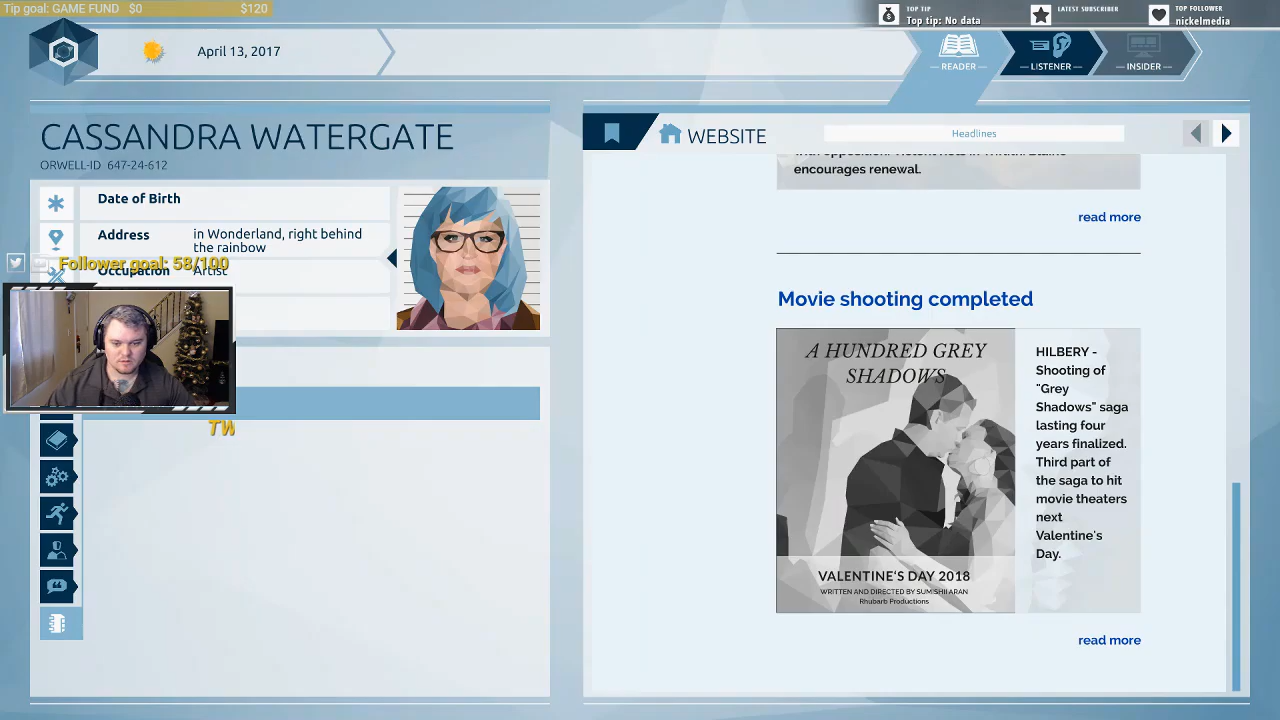 Tip goal: GAME FUND $0 $120
TOP TIP
Top tip: No data
LATEST SUBSCRIBER
TOP FOLLOWER
nickelmedia
April 13, 2017
— READER —
— LISTENER —
— INSIDER —
CASSANDRA WATERGATE
ORWELL-ID 647-24-612
Date of Birth
Address in Wonderland, right behind
the rainbow
Occupation Artist
Follower goal: 58/100
TW
WEBSITE
Headlines
encourages renewal.
read more
Movie shooting completed
A HUNDRED GREY
SHADOWS
VALENTINE'S DAY 2018
WRITTEN AND DIRECTED BY SUMISHII ARAN
Rhubarb Productions
HILBERY -
Shooting of
"Grey
Shadows" saga
lasting four
years finalized.
Third part of
the saga to hit
movie theaters
next
Valentine's
Day.
read more